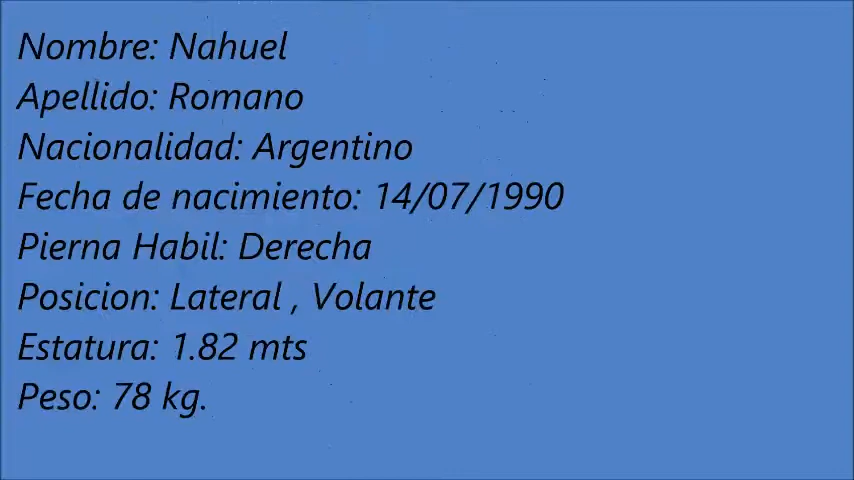 Nombre: Nahuel
Apellido: Romano
Nacionalidad: Argentino
Fecha de nacimiento: 14/07/1990
Pierna Habil: Derecha
Posicion: Lateral , Volante
Estatura: 1.82 mts
Peso: 78 kg.